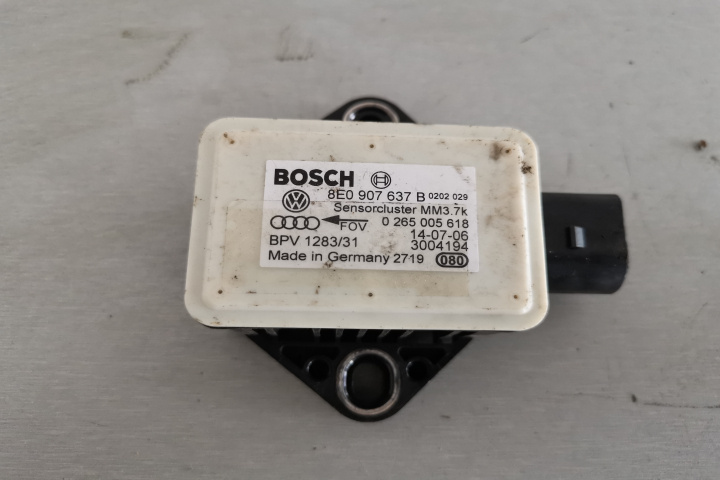 BOSCH
8E0 907 637 B 0202 029
Sensorcluster MM3.7k
FOV 0 265 005 618
BPV 1283/31 14-07-06
3004194
Made in Germany 2719 080